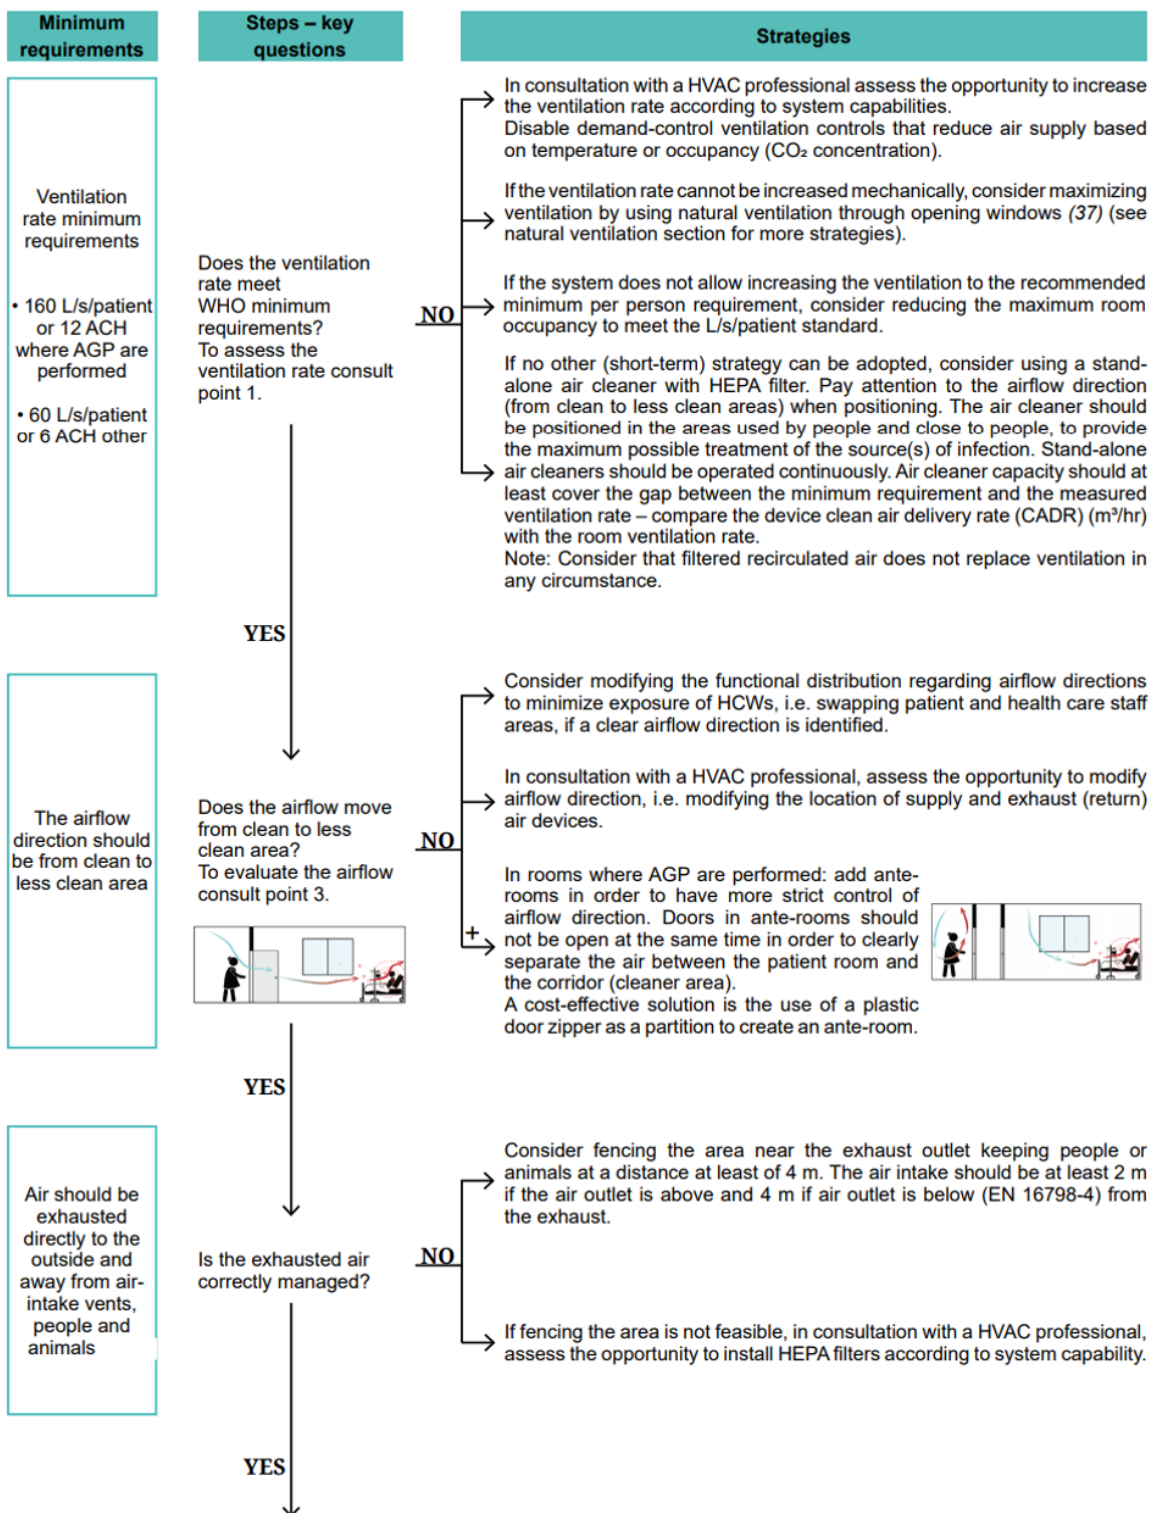 Minimum
requirements
Steps – key
questions
Strategies
Ventilation
rate minimum
requirements
• 160 L/s/patient
or 12 ACH
where AGP are
performed
• 60 L/s/patient
or 6 ACH other
Does the ventilation
rate meet
WHO minimum
requirements?
To assess the
ventilation rate consult
point 1.
NO
In consultation with a HVAC professional assess the opportunity to increase
the ventilation rate according to system capabilities.
Disable demand-control ventilation controls that reduce air supply based
on temperature or occupancy (CO₂ concentration).
If the ventilation rate cannot be increased mechanically, consider maximizing
ventilation by using natural ventilation through opening windows (37) (see
natural ventilation section for more strategies).
If the system does not allow increasing the ventilation to the recommended
minimum per person requirement, consider reducing the maximum room
occupancy to meet the L/s/patient standard.
If no other (short-term) strategy can be adopted, consider using a stand-
alone air cleaner with HEPA filter. Pay attention to the airflow direction
(from clean to less clean areas) when positioning. The air cleaner should
be positioned in the areas used by people and close to people, to provide
the maximum possible treatment of the source(s) of infection. Stand-alone
air cleaners should be operated continuously. Air cleaner capacity should at
least cover the gap between the minimum requirement and the measured
ventilation rate – compare the device clean air delivery rate (CADR) (m³/hr)
with the room ventilation rate.
Note: Consider that filtered recirculated air does not replace ventilation in
any circumstance.
YES
The airflow
direction should
be from clean to
less clean area
Does the airflow move
from clean to less
clean area?
To evaluate the airflow
consult point 3.
NO
Consider modifying the functional distribution regarding airflow directions
to minimize exposure of HCWs, i.e. swapping patient and health care staff
areas, if a clear airflow direction is identified.
In consultation with a HVAC professional, assess the opportunity to modify
airflow direction, i.e. modifying the location of supply and exhaust (return)
air devices.
+
In rooms where AGP are performed: add ante-
rooms in order to have more strict control of
airflow direction. Doors in ante-rooms should
not be open at the same time in order to clearly
separate the air between the patient room and
the corridor (cleaner area).
A cost-effective solution is the use of a plastic
door zipper as a partition to create an ante-room.
YES
Air should be
exhausted
directly to the
outside and
away from air-
intake vents,
people and
animals
Is the exhausted air
correctly managed?
NO
Consider fencing the area near the exhaust outlet keeping people or
animals at a distance at least of 4 m. The air intake should be at least 2 m
if the air outlet is above and 4 m if air outlet is below (EN 16798-4) from
the exhaust.
If fencing the area is not feasible, in consultation with a HVAC professional,
assess the opportunity to install HEPA filters according to system capability.
YES